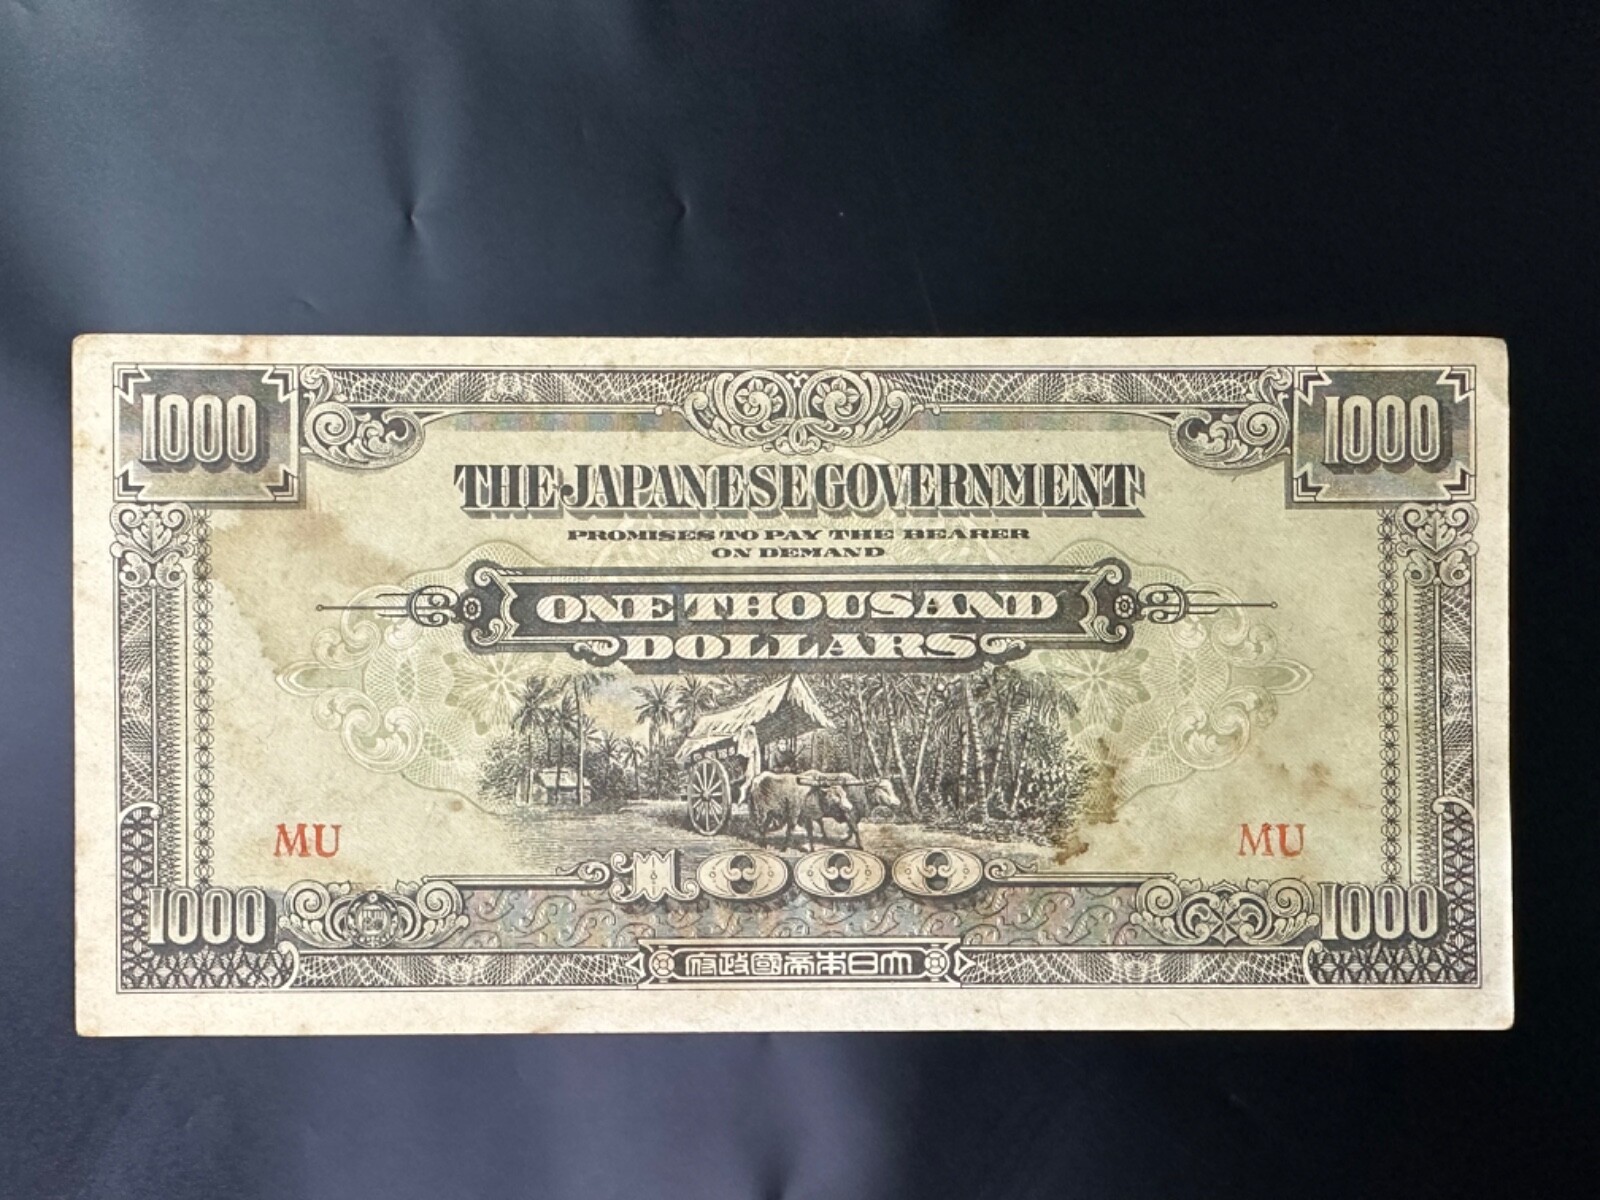 1000 1000
THE JAPANESE GOVERNMENT
PROMISES TO PAY THE BEARER
ON DEMAND
ONE THOUSAND
DOLLARS
MU MU
1000
1000 1000
府政國帝本日大